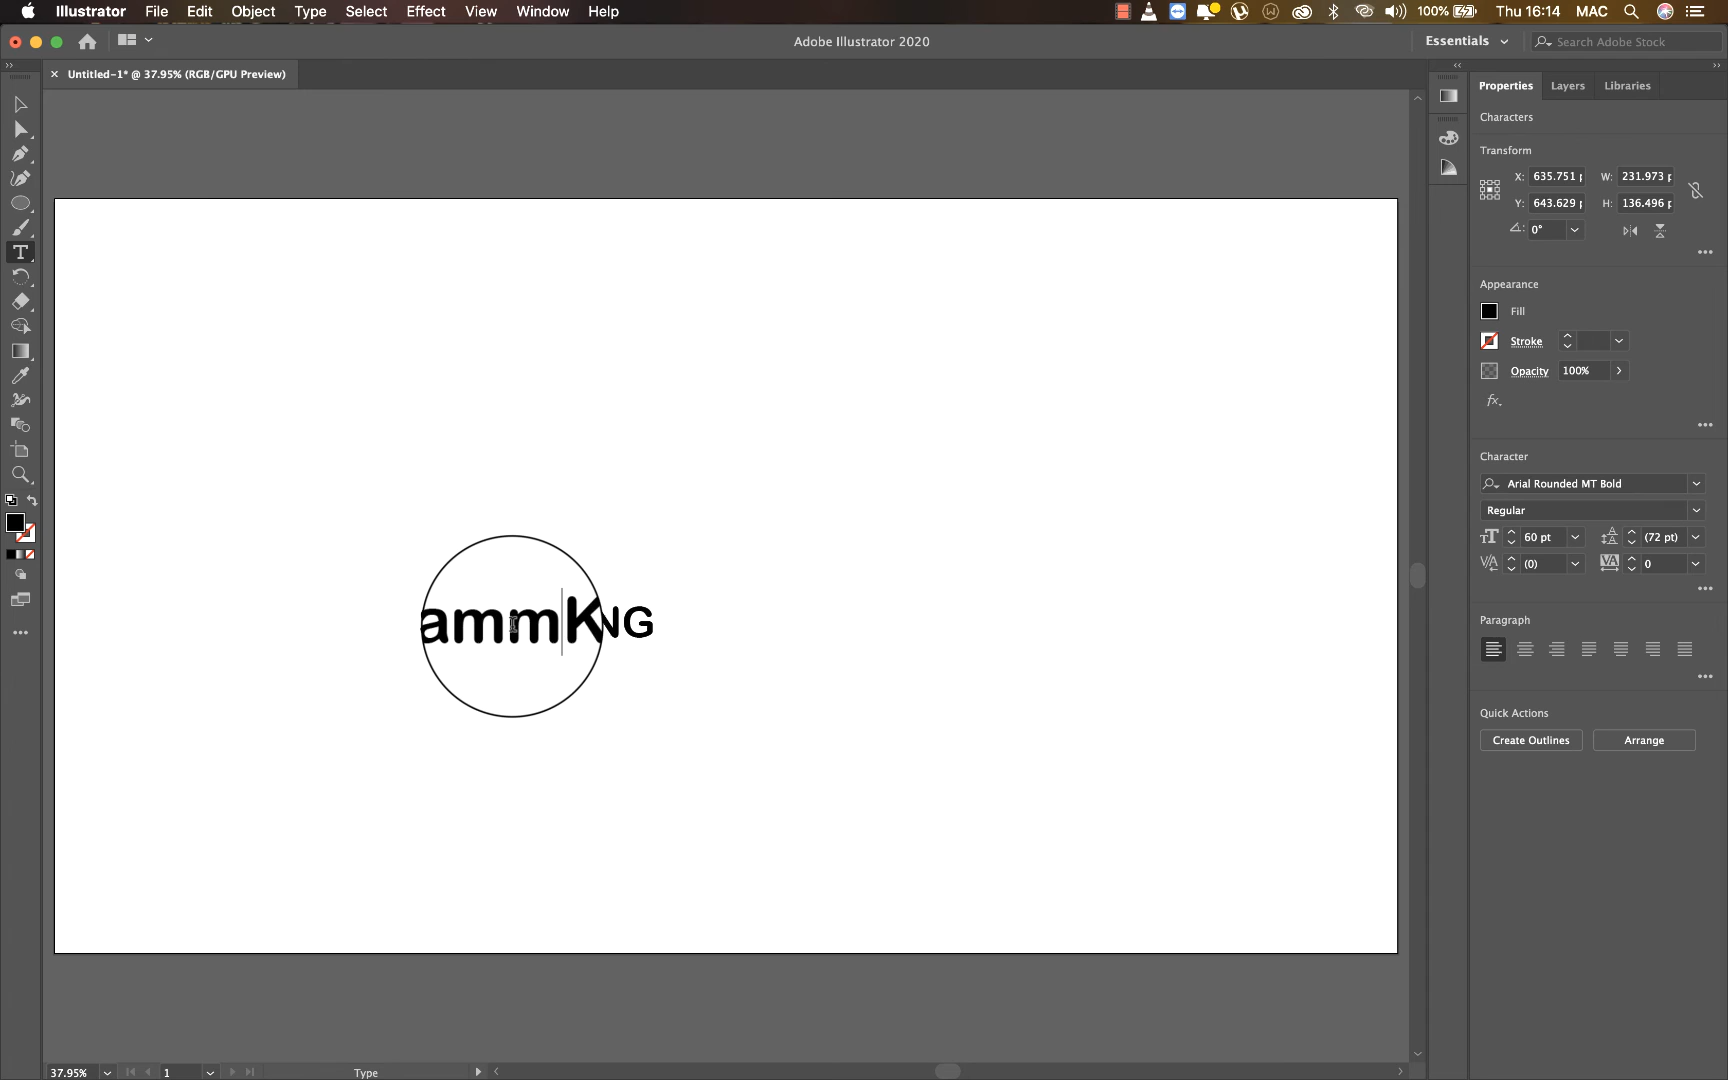 Illustrator File Edit Object Type Select Effect View Window Help
100% Thu 16:14 MAC
Adobe Illustrator 2020
Essentials
Search Adobe Stock
Untitled-1* @ 37.95% (RGB/GPU Preview)
Properties Layers Libraries
Characters
Transform
X: 635.751 W: 231.973
Y: 643.629 H: 136.496
0°
Appearance
Fill
Stroke
Opacity 100%
fx
Character
Arial Rounded MT Bold
Regular
60 pt (72 pt)
(0) 0
ammK
NG
Paragraph
Quick Actions
Create Outlines Arrange
37.95% 1 Type